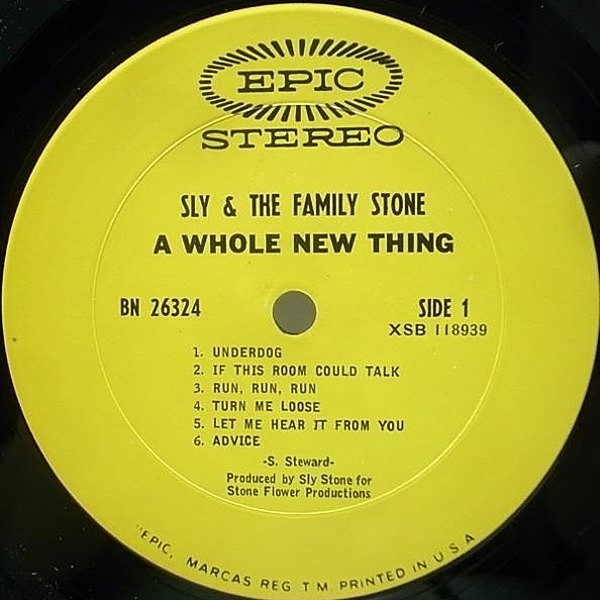 EPIC
STEREO
SLY & THE FAMILY STONE
A WHOLE NEW THING
BN 26324
SIDE 1
XSB 118939
1. UNDERDOG
2. IF THIS ROOM COULD TALK
3. RUN, RUN, RUN
4. TURN ME LOOSE
5. LET ME HEAR IT FROM YOU
6. ADVICE
-S. Steward-
Produced by Sly Stone for
Stone Flower Productions
"EPIC, MARCAS REG T M PRINTED IN U S A